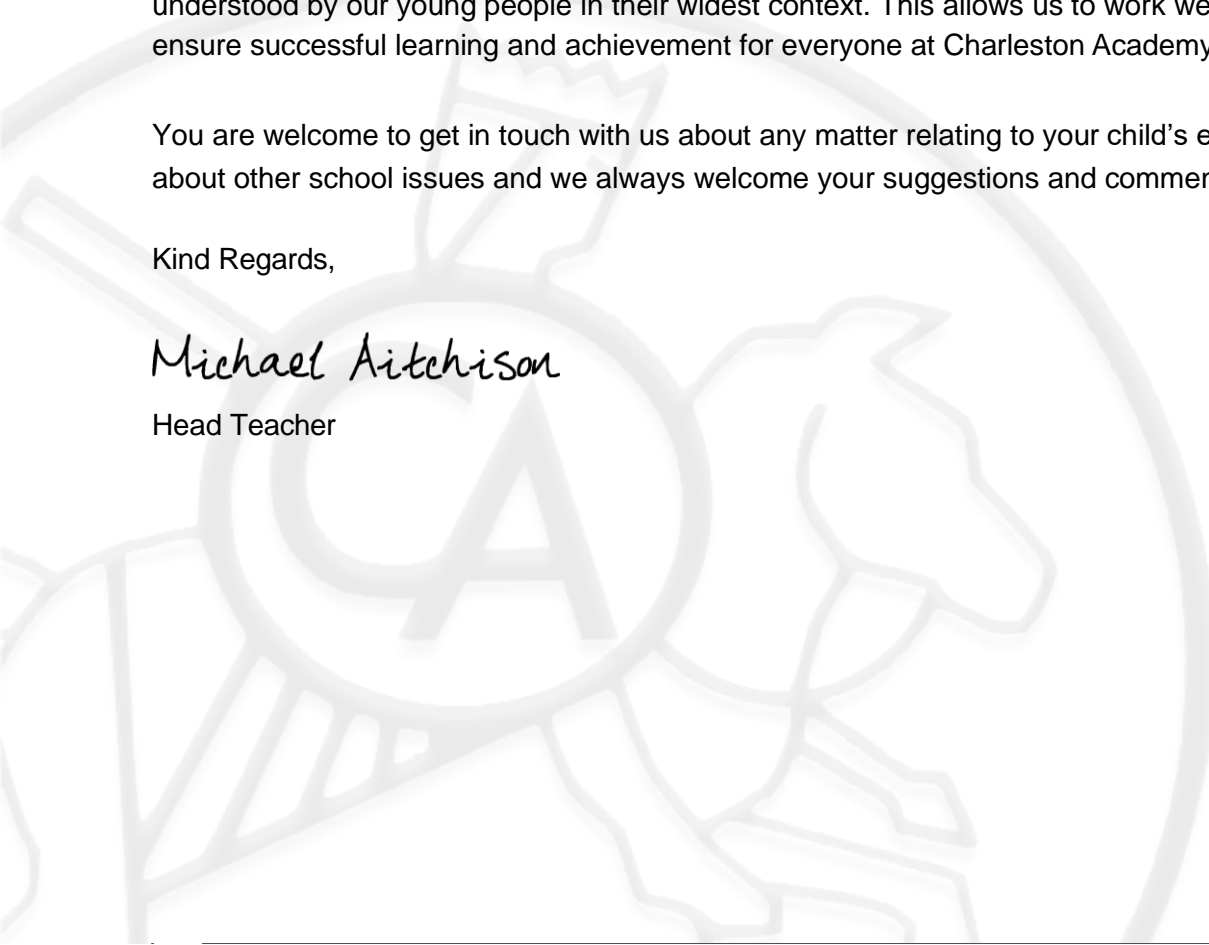 understood by our young people in their widest context. This allows us to work we
ensure successful learning and achievement for everyone at Charleston Academy
You are welcome to get in touch with us about any matter relating to your child’s e
about other school issues and we always welcome your suggestions and commen
Kind Regards,
Michael Aitchison
Head Teacher
CA